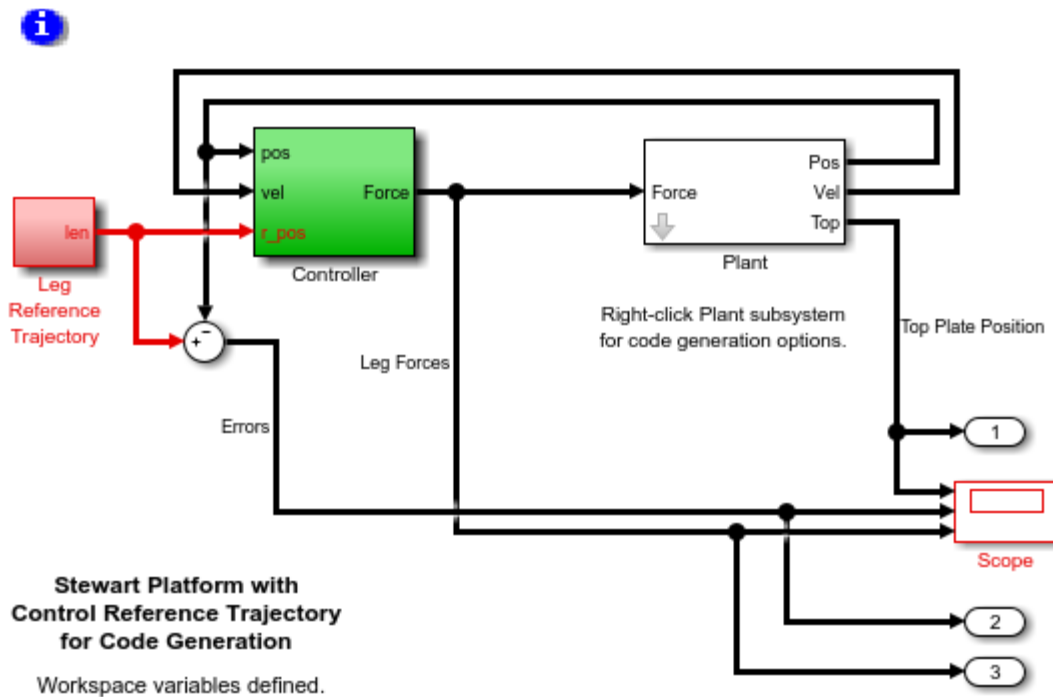 i
pos
vel
r_pos
Force
Controller
len
Leg
Reference
Trajectory
Force
Pos
Vel
Top
Plant
Right-click Plant subsystem
for code generation options.
Top Plate Position
+
−
Leg Forces
Errors
1
Scope
2
3
Stewart Platform with
Control Reference Trajectory
for Code Generation
Workspace variables defined.